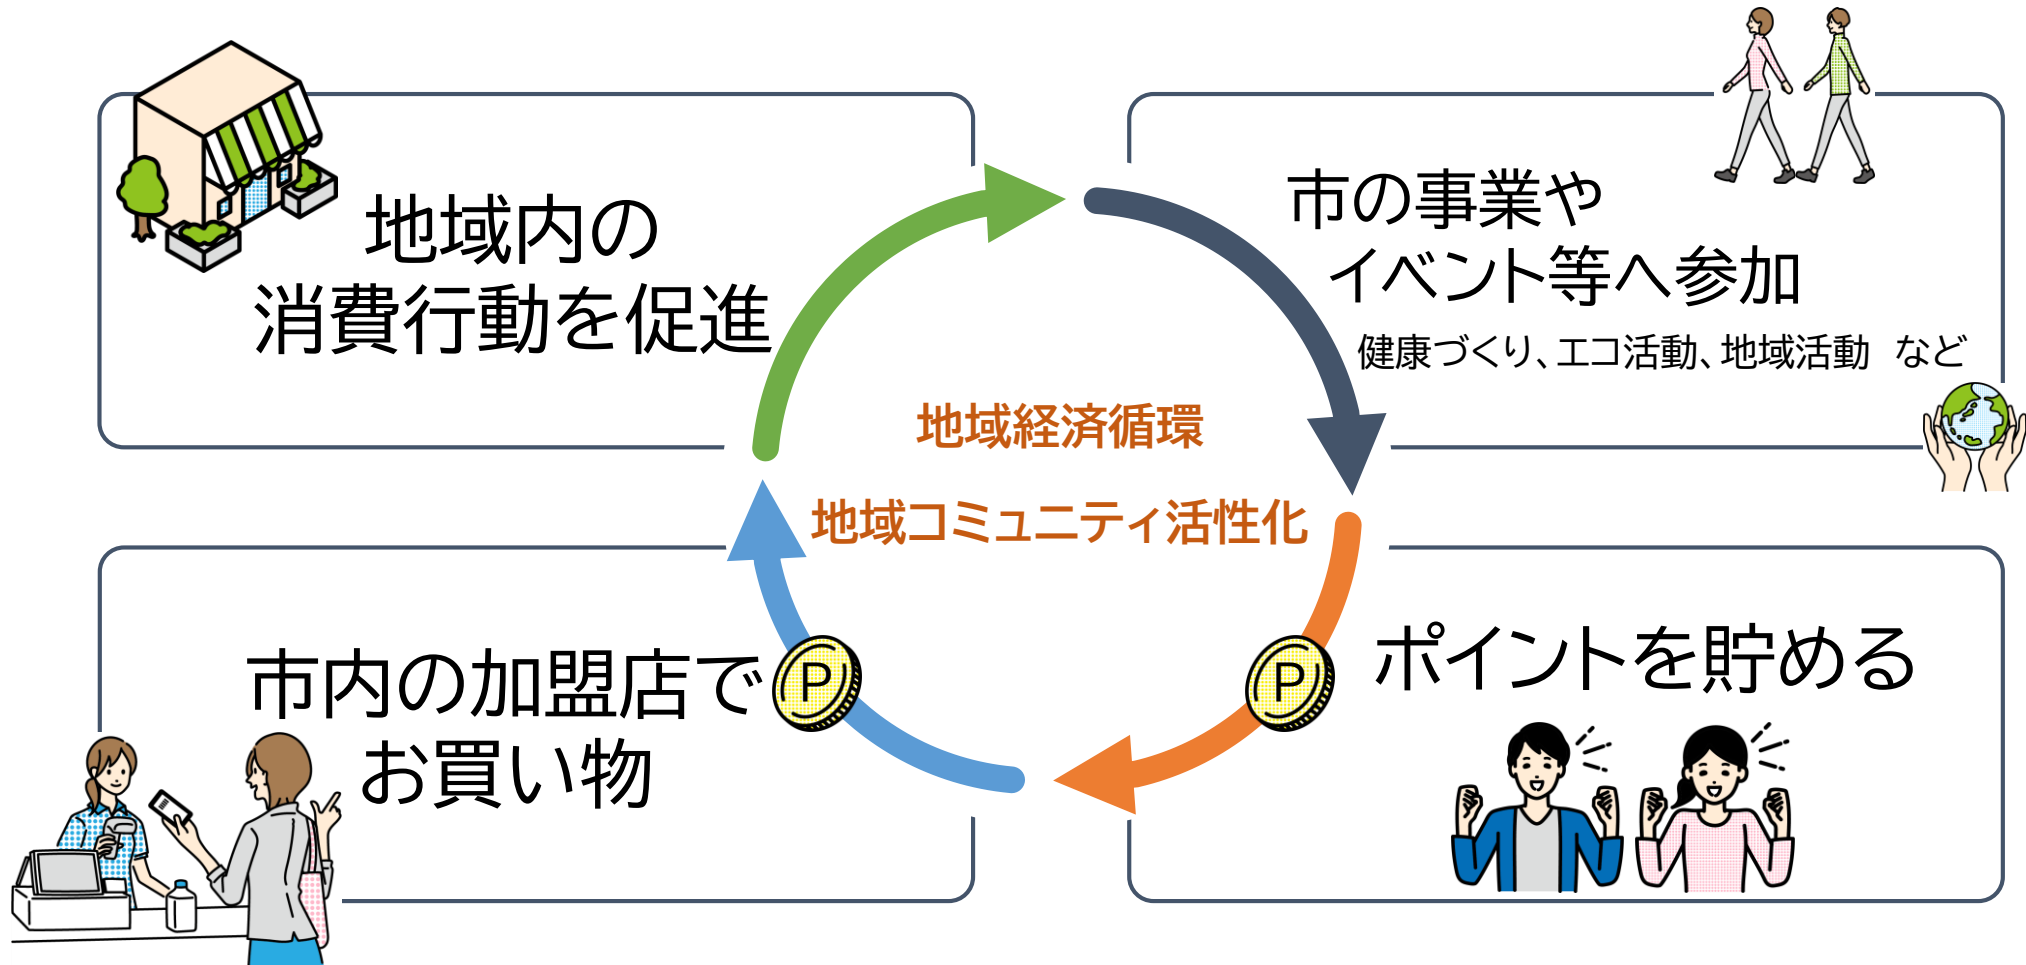 地域内の
消費行動を促進
市の事業や
イベント等へ参加
健康づくり、エコ活動、地域活動　など
地域経済循環
地域コミュニティ活性化
市内の加盟店で
お買い物
P
P
ポイントを貯める